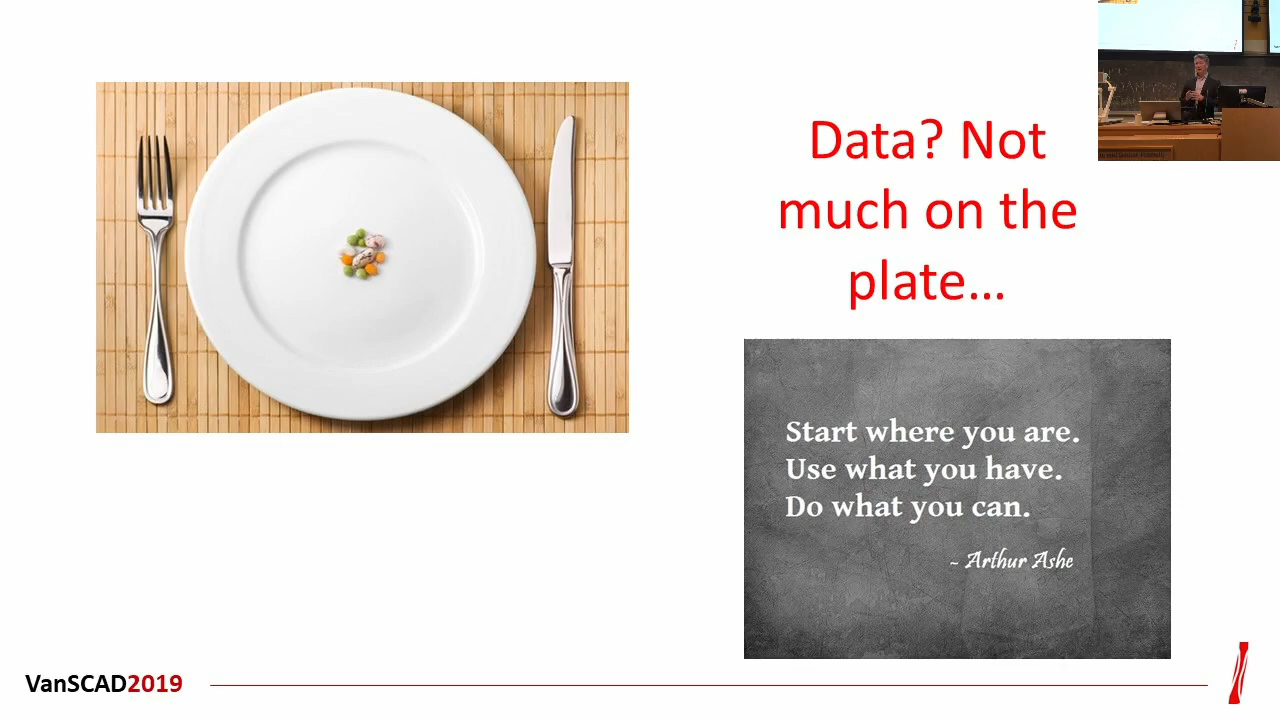 Data? Not
much on the
plate...
Start where you are.
Use what you have.
Do what you can.
~ Arthur Ashe
VanSCAD2019